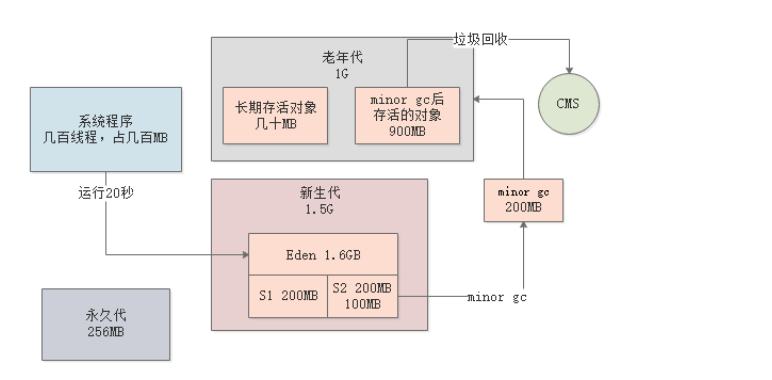 垃圾回收
老年代
1G
长期存活对象
几十MB
minor gc后
存活的对象
900MB
CMS
系统程序
几百线程，占几百MB
运行20秒
新生代
1.5G
minor gc
200MB
Eden 1.6GB
S1 200MB
S2 200MB
100MB
minor gc
永久代
256MB